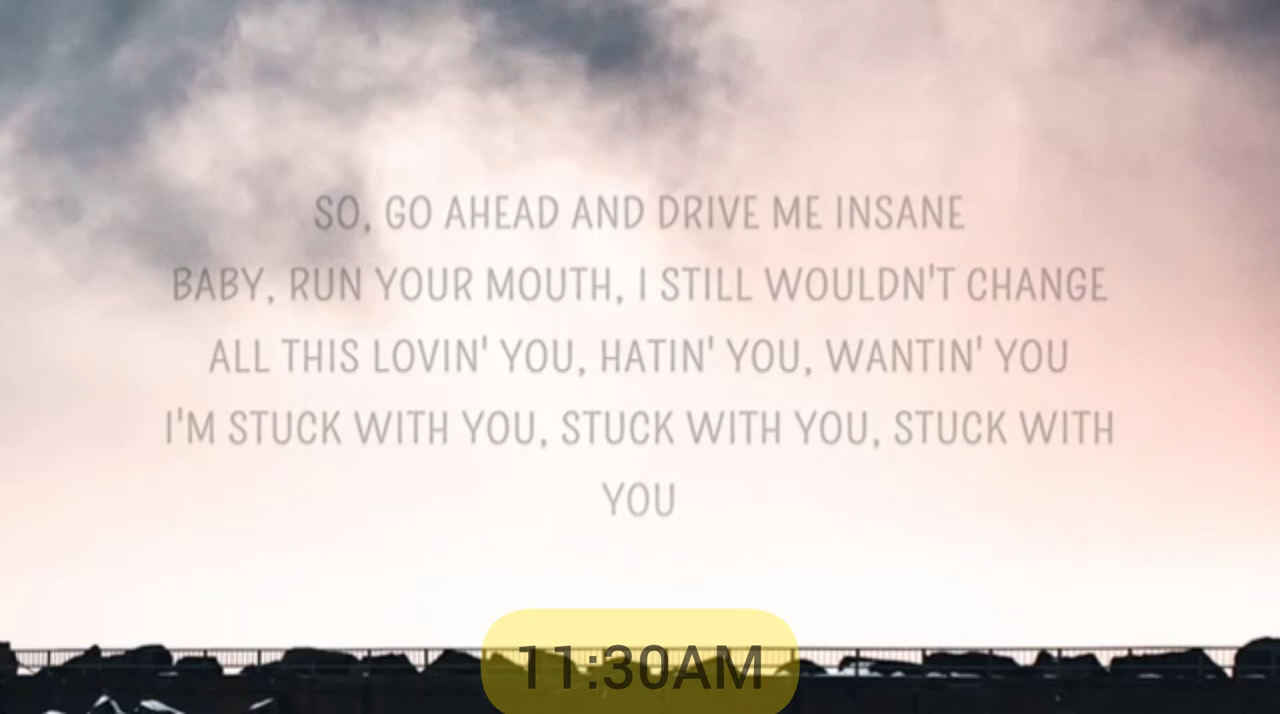 SO, GO AHEAD AND DRIVE ME INSANE
BABY, RUN YOUR MOUTH, I STILL WOULDN'T CHANGE
ALL THIS LOVIN' YOU, HATIN' YOU, WANTIN' YOU
I'M STUCK WITH YOU, STUCK WITH YOU, STUCK WITH
YOU
11:30AM